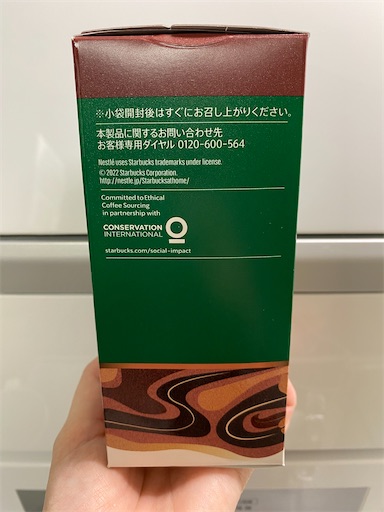 ※小袋開封後はすぐにお召し上がりください。
本製品に関するお問い合わせ先
お客様専用ダイヤル 0120-600-564
Nestlé uses Starbucks trademarks under license.
© 2022 Starbucks Corporation.
http://nestle.jp/Starbucksathome/
Committed to Ethical
Coffee Sourcing
in partnership with
CONSERVATION
INTERNATIONAL
starbucks.com/social-impact